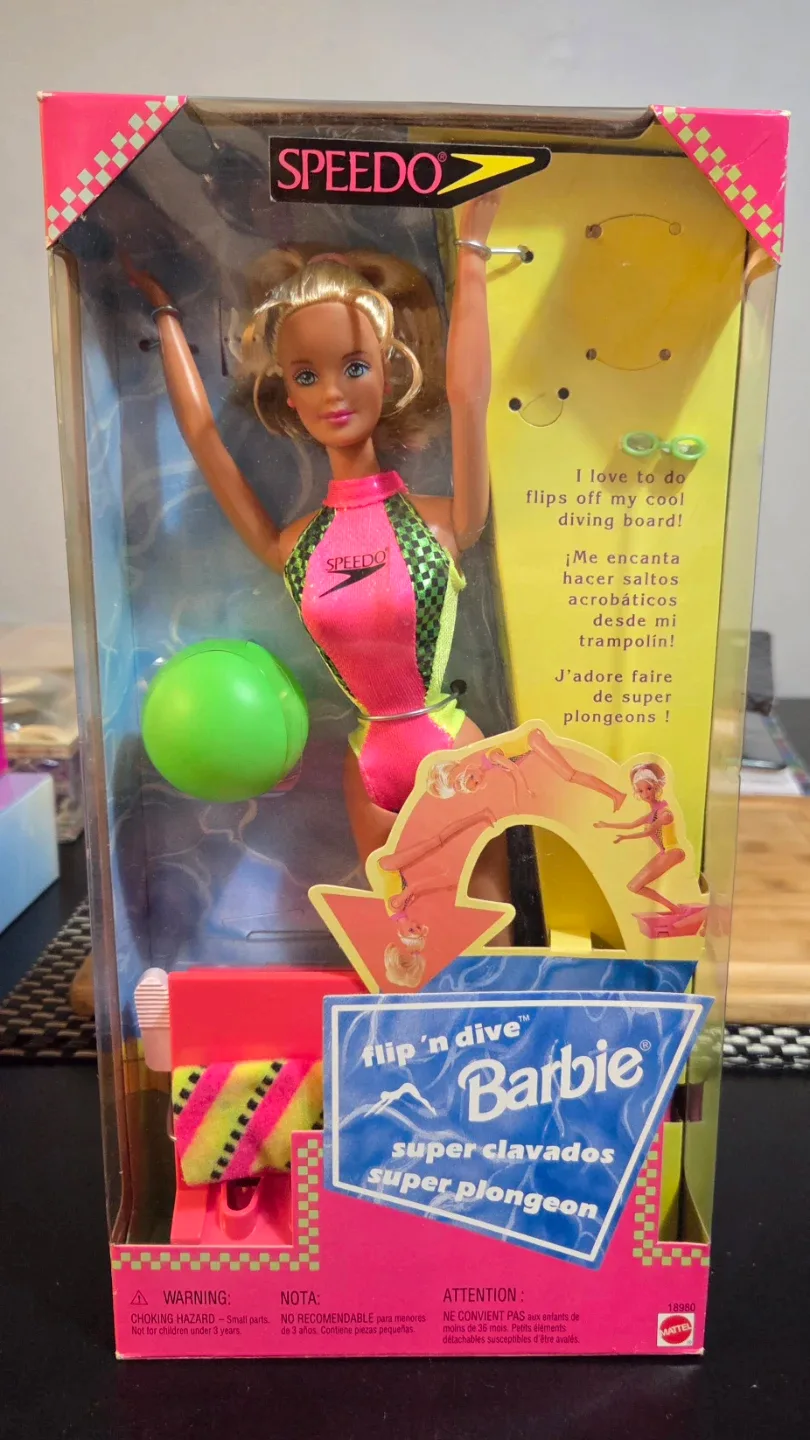 SPEEDO®
I love to do
flips off my cool
diving board!
¡Me encanta
hacer saltos
acrobáticos
desde mi
trampolín!
J'adore faire
de super
plongeons !
SPEEDO®
flip 'n dive™
Barbie®
super clavados
super plongeon
⚠ WARNING:
CHOKING HAZARD – Small parts.
Not for children under 3 years.
NOTA:
NO RECOMENDABLE para menores
de 3 años. Contiene piezas pequeñas.
ATTENTION :
NE CONVIENT PAS aux enfants de
moins de 36 mois. Petits éléments
détachables susceptibles d'être avalés.
18980
MATTEL